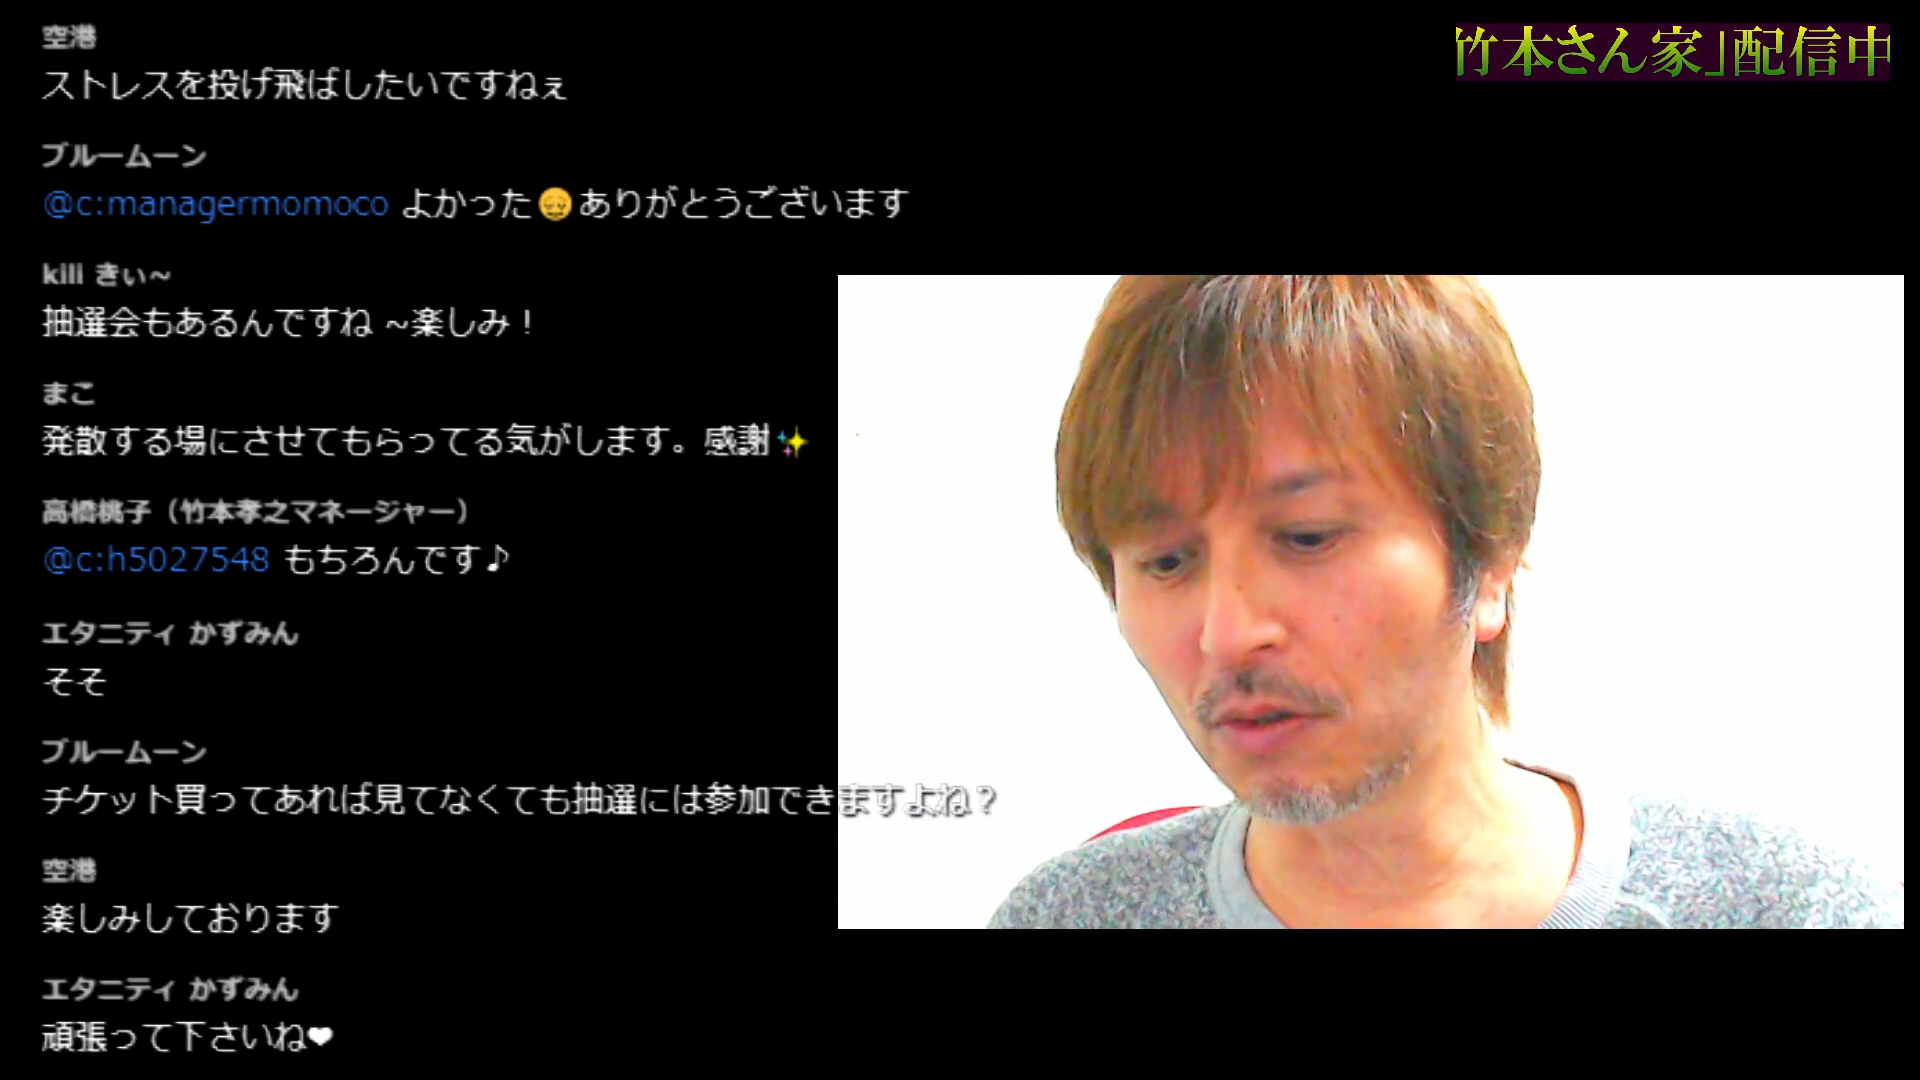 空港
ストレスを投げ飛ばしたいですねぇ
ブルームーン
@c:managermomoco よかった😔ありがとうございます
kili きぃ~
抽選会もあるんですね ~楽しみ！
まこ
発散する場にさせてもらってる気がします。感謝✨
高橋桃子（竹本孝之マネージャー）
@c:h5027548 もちろんです♪
エタニティ かずみん
そそ
ブルームーン
チケット買ってあれば見てなくても抽選には参加できますよね？
空港
楽しみしております
エタニティ かずみん
頑張って下さいね❤
竹本さん家」配信中